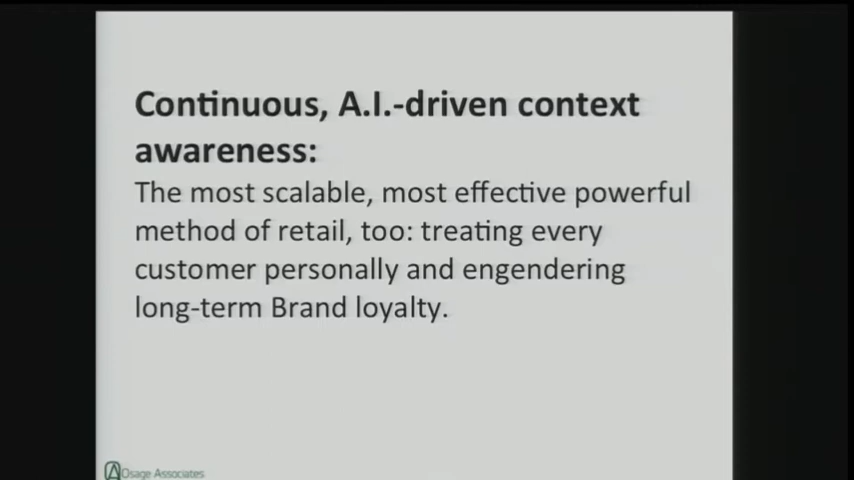 Continuous, A.I.-driven context
awareness:
The most scalable, most effective powerful
method of retail, too: treating every
customer personally and engendering
long-term Brand loyalty.
Osage Associates